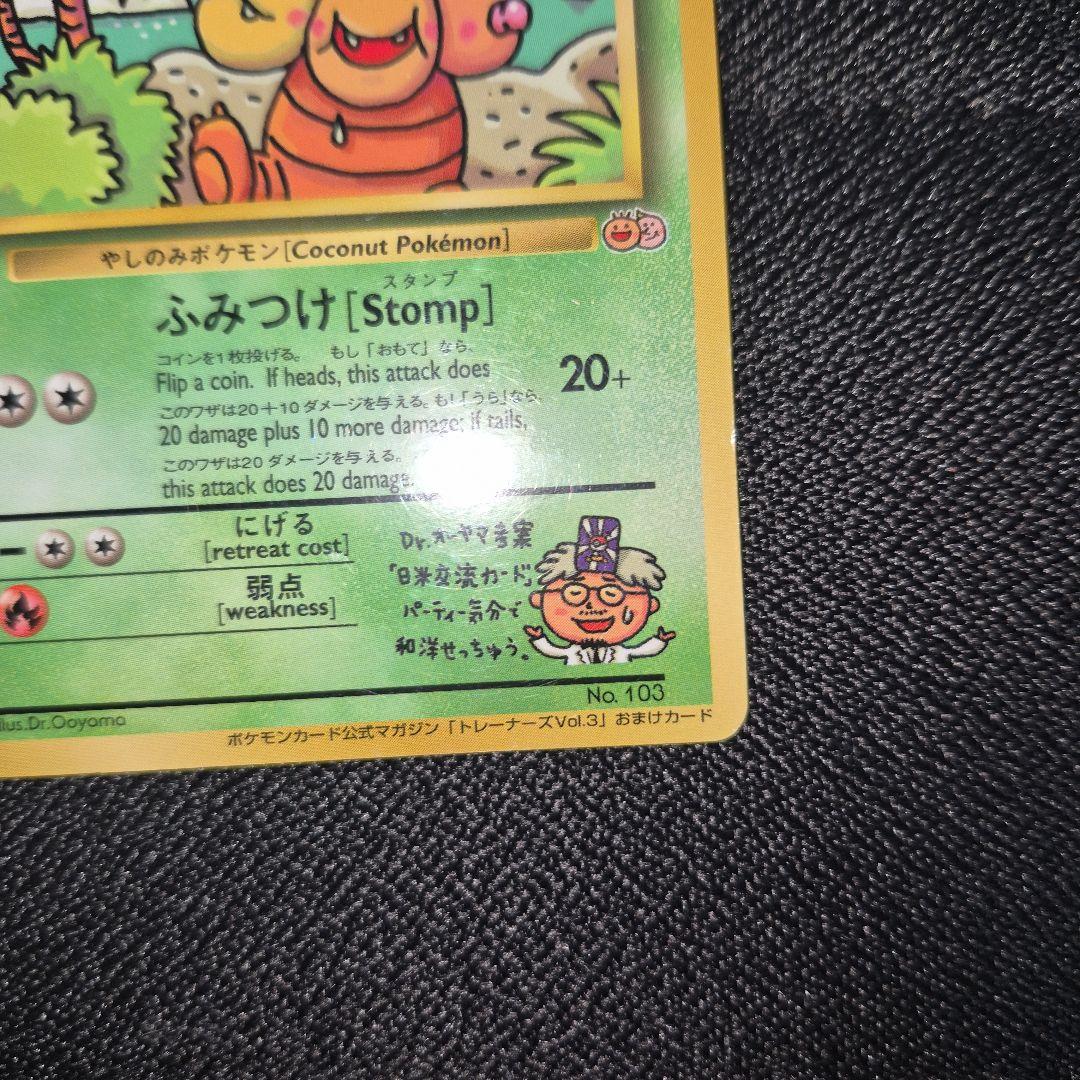 やしのみポケモン[Coconut Pokémon]
スタンプ
ふみつけ[Stomp]
コインを1枚投げる。 もし「おもて」なら、
Flip a coin. If heads, this attack does
20+
このワザは20+10ダメージを与える。もし「うら」なら、
20 damage plus 10 more damage; if tails,
このワザは20ダメージを与える。
this attack does 20 damage.
にげる
[retreat cost]
弱点
[weakness]
Dr.オーヤマ考案
「日米交流カード」
パーティー気分で
和洋せっちゅう。
No. 103
llus.Dr.Ooyama
ポケモンカード公式マガジン「トレーナーズVol.3」おまけカード